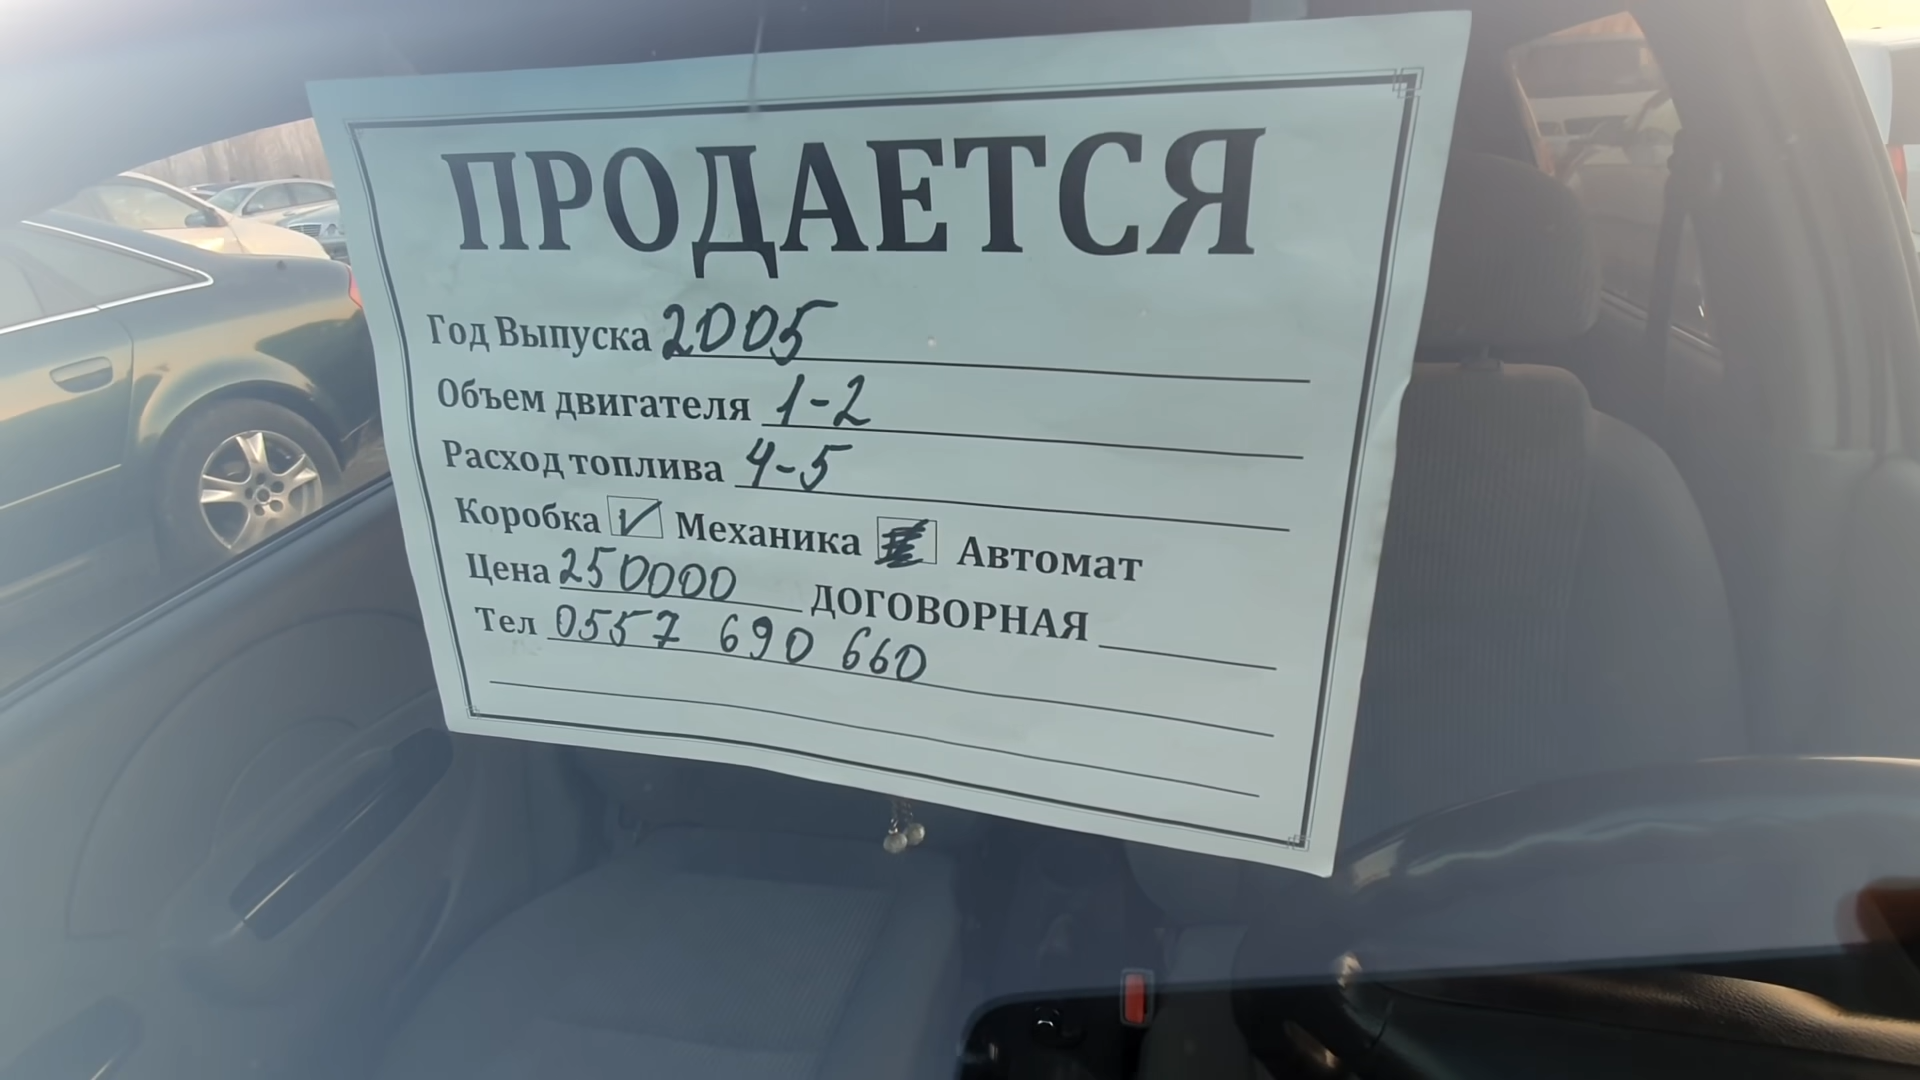 ПРОДАЕТСЯ
Год Выпуска 2005
Объем двигателя 1-2
Расход топлива 4-5
Коробка ✓ Механика Автомат
Цена 250000 ДОГОВОРНАЯ
Тел 0557 690 660